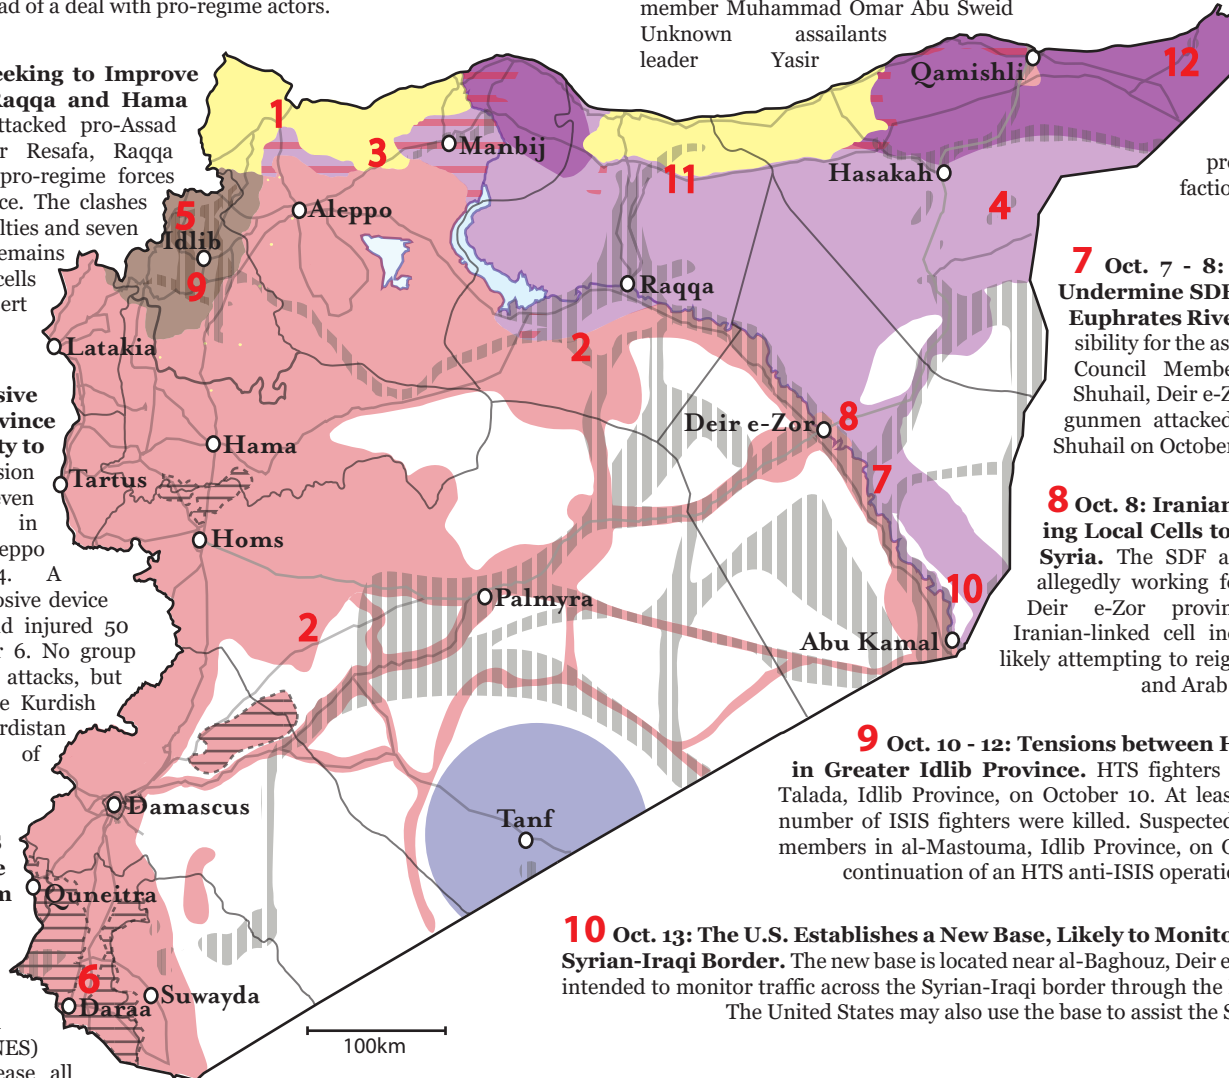 ad of a deal with pro-regime actors.
eeking to Improve
Raqqa and Hama
ttacked pro-Assad
r Resafa, Raqqa
pro-regime forces
ce. The clashes
lties and seven
emains
cells
ert
sive
vince
ty to
sion
even
in
eppo
4. A
osive device
d injured 50
r 6. No group
attacks, but
e Kurdish
rdistan
of
e
n
NES)
ease all
member Muhammad Omar Abu Sweid
Unknown assailants
leader Yasir
pro
factio
1
3
Manbij
Qamishli
12
11
Hasakah
4
5
Idlib
9
Aleppo
Raqqa
2
Latakia
Deir e-Zor
8
7
Hama
Tartus
Homs
Palmyra
2
10
Abu Kamal
Damascus
Tanf
Quneitra
6
Daraa
Suwayda
100km
7 Oct. 7 - 8:
Undermine SDF
Euphrates Rive
sibility for the as
Council Membe
Shuhail, Deir e-Z
gunmen attacked
Shuhail on October
8 Oct. 8: Iranian
ing Local Cells to
Syria. The SDF a
allegedly working fo
Deir e-Zor provin
Iranian-linked cell inc
likely attempting to reig
and Arab
9 Oct. 10 - 12: Tensions between H
in Greater Idlib Province. HTS fighters
Talada, Idlib Province, on October 10. At leas
number of ISIS fighters were killed. Suspected
members in al-Mastouma, Idlib Province, on O
continuation of an HTS anti-ISIS operatio
10 Oct. 13: The U.S. Establishes a New Base, Likely to Monito
Syrian-Iraqi Border. The new base is located near al-Baghouz, Deir e
intended to monitor traffic across the Syrian-Iraqi border through the
The United States may also use the base to assist the S